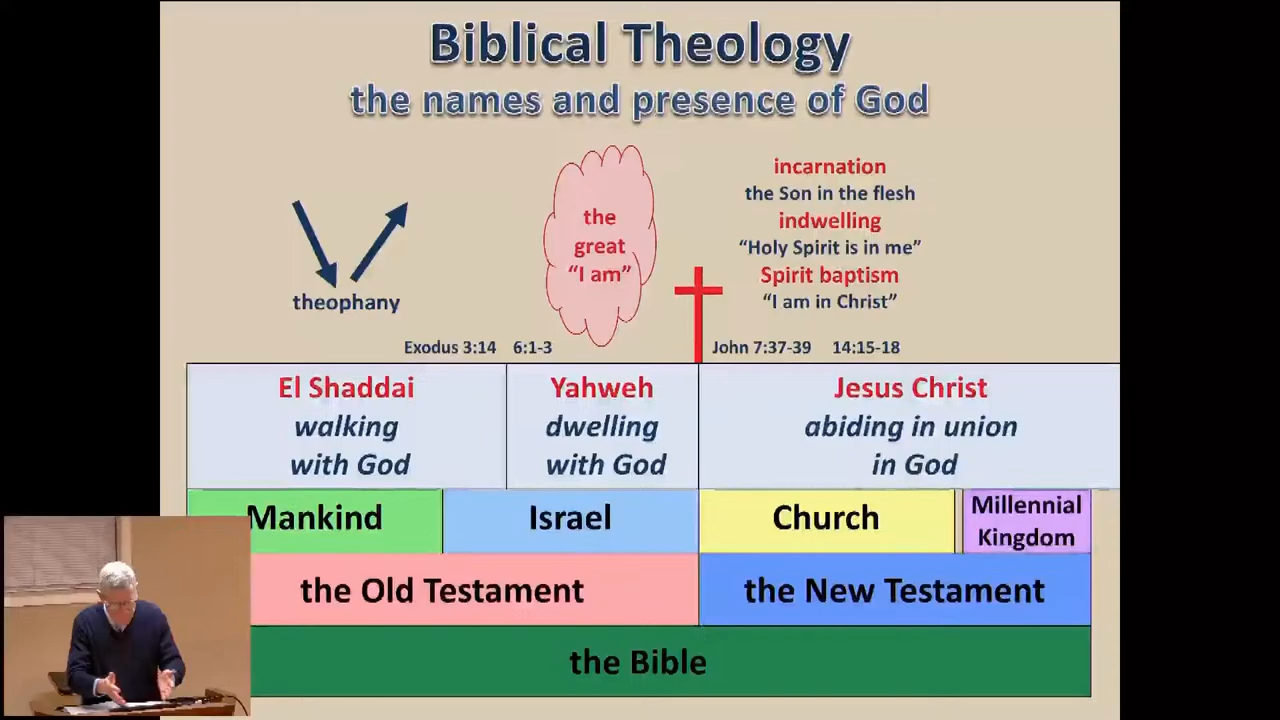 Biblical Theology
the names and presence of God
theophany
the
great
“I am”
incarnation
the Son in the flesh
indwelling
“Holy Spirit is in me”
Spirit baptism
“I am in Christ”
Exodus 3:14 6:1-3
John 7:37-39 14:15-18
El Shaddai
walking
with God
Yahweh
dwelling
with God
Jesus Christ
abiding in union
in God
Mankind
Israel
Church
Millennial
Kingdom
the Old Testament
the New Testament
the Bible